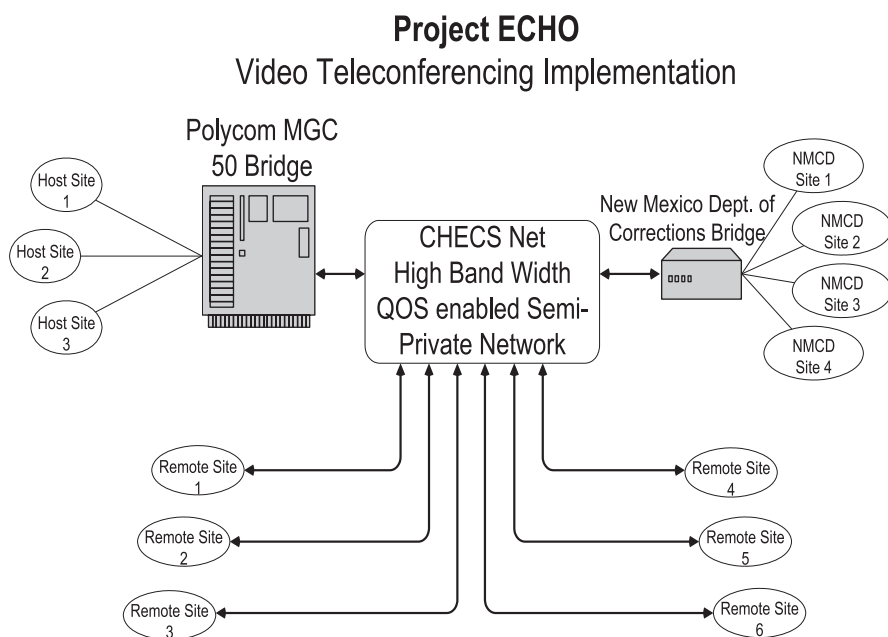 Project ECHO
Video Teleconferencing Implementation
Polycom MGC
50 Bridge
Host Site
1
Host Site
2
Host Site
3
CHECS Net
High Band Width
QOS enabled Semi-
Private Network
New Mexico Dept. of
Corrections Bridge
NMCD
Site 1
NMCD
Site 2
NMCD
Site 3
NMCD
Site 4
Remote Site
1
Remote Site
2
Remote Site
3
Remote Site
4
Remote Site
5
Remote Site
6